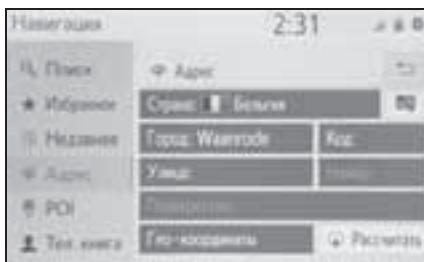 Навигация 2:31
Поиск
Адрес
Избранное
Страна: Бельгия
Недавнее
Город: Waanrode
Код:
Адрес
Улица:
POI
Тел. книга
Гео-координаты
Рассчитать